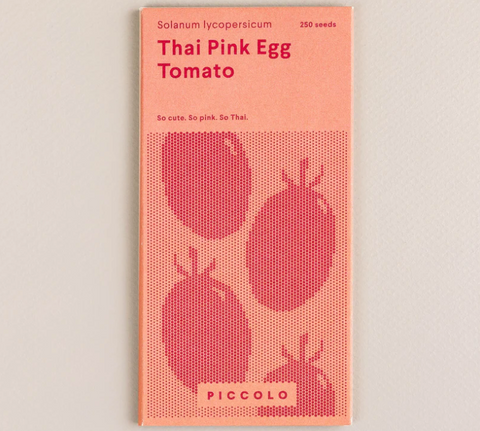 Solanum lycopersicum
250 seeds
Thai Pink Egg
Tomato
So cute. So pink. So Thai.
PICCOLO